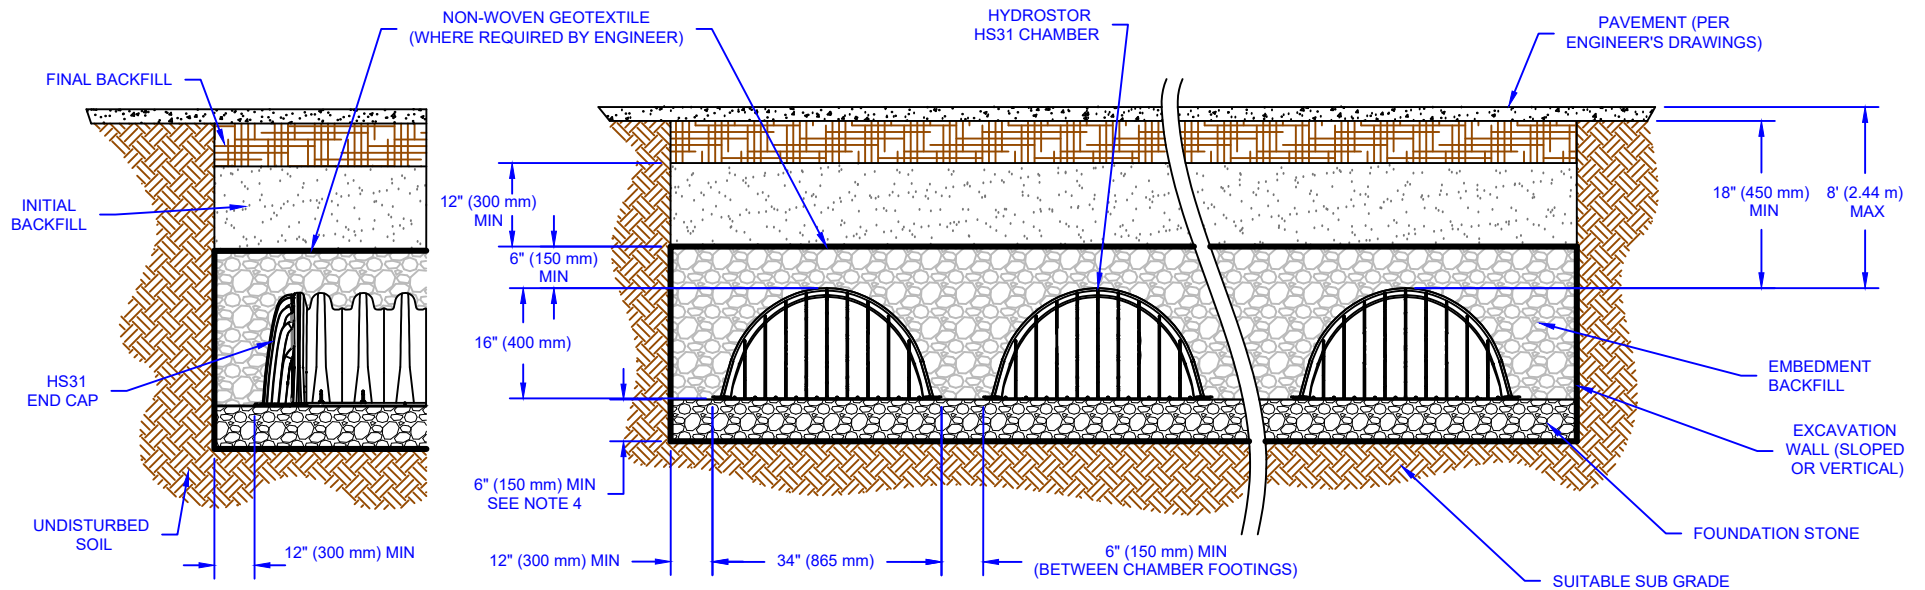 NON-WOVEN GEOTEXTILE
(WHERE REQUIRED BY ENGINEER)
HYDROSTOR
HS31 CHAMBER
PAVEMENT (PER
ENGINEER'S DRAWINGS)
FINAL BACKFILL
INITIAL
BACKFILL
12" (300 mm)
MIN
6" (150 mm)
MIN
16" (400 mm)
18" (450 mm)
MIN
8' (2.44 m)
MAX
HS31
END CAP
EMBEDMENT
BACKFILL
EXCAVATION
WALL (SLOPED
OR VERTICAL)
6" (150 mm) MIN
SEE NOTE 4
UNDISTURBED
SOIL
12" (300 mm) MIN
12" (300 mm) MIN
34" (865 mm)
6" (150 mm) MIN
(BETWEEN CHAMBER FOOTINGS)
FOUNDATION STONE
SUITABLE SUB GRADE